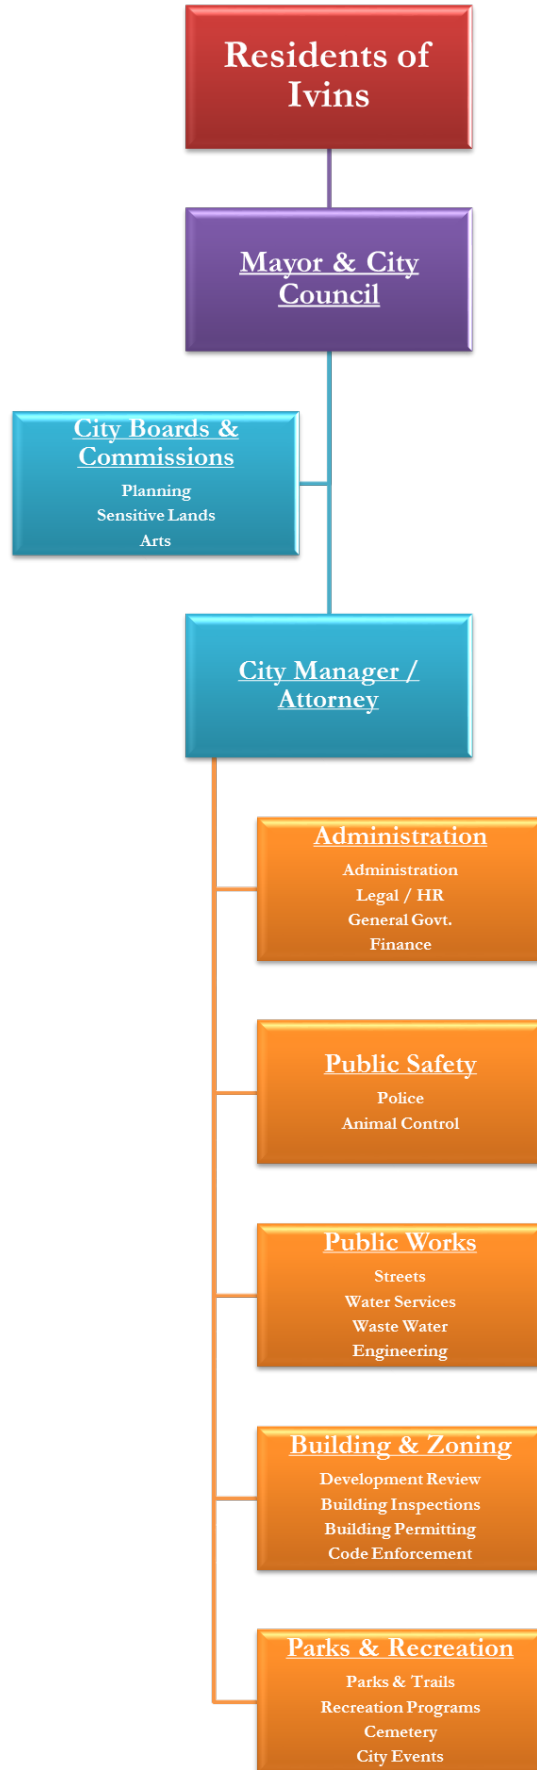 Residents of
Ivins
Mayor & City
Council
City Boards &
Commissions
Planning
Sensitive Lands
Arts
City Manager /
Attorney
Administration
Administration
Legal / HR
General Govt.
Finance
Public Safety
Police
Animal Control
Public Works
Streets
Water Services
Waste Water
Engineering
Building & Zoning
Development Review
Building Inspections
Building Permitting
Code Enforcement
Parks & Recreation
Parks & Trails
Recreation Programs
Cemetery
City Events